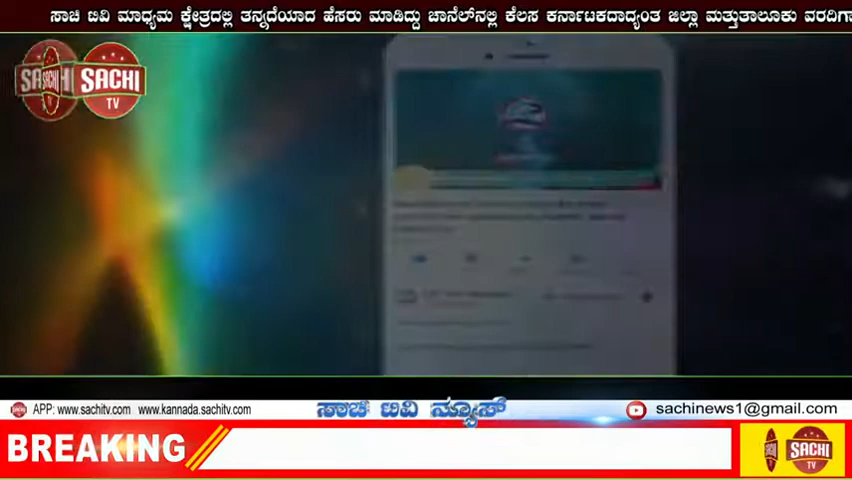 ಸಾಚಿ ಟಿವಿ ಮಾಧ್ಯಮ ಕ್ಷೇತ್ರದಲ್ಲಿ ತನ್ನದೆಯಾದ ಹೆಸರು ಮಾಡಿದ್ದು ಚಾನೆಲ್‌ನಲ್ಲಿ ಕೆಲಸ ಕರ್ನಾಟಕದಾದ್ಯಂತ ಜಿಲ್ಲಾ ಮತ್ತುತಾಲೂಕು ವರದಿಗಾ
SACHI
SACHI TV
APP: www.sachitv.com www.kannada.sachitv.com
ಸಾಚಿ ಟಿವಿ ನ್ಯೂಸ್
sachinews1@gmail.com
BREAKING
SACHI
TV